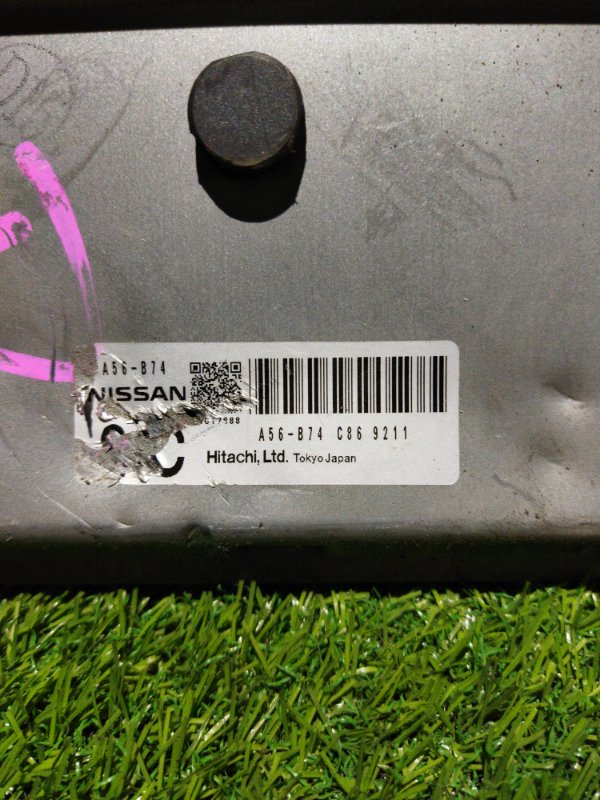 A56-B74
NISSAN
A56-B74 C86 9211
Hitachi, Ltd. Tokyo Japan